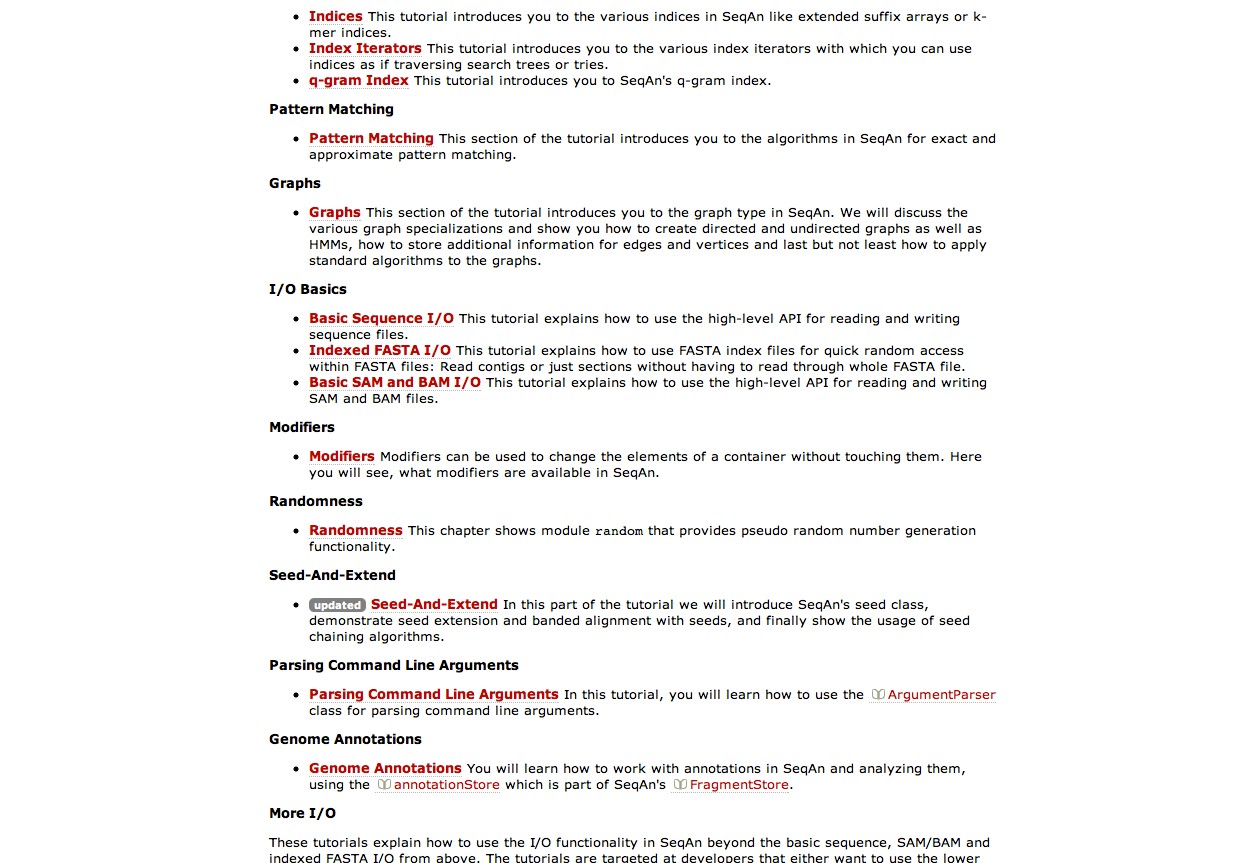 Indices This tutorial introduces you to the various indices in SeqAn like extended suffix arrays or k-
mer indices.
Index Iterators This tutorial introduces you to the various index iterators with which you can use
indices as if traversing search trees or tries.
q-gram Index This tutorial introduces you to SeqAn's q-gram index.
Pattern Matching
Pattern Matching This section of the tutorial introduces you to the algorithms in SeqAn for exact and
approximate pattern matching.
Graphs
Graphs This section of the tutorial introduces you to the graph type in SeqAn. We will discuss the
various graph specializations and show you how to create directed and undirected graphs as well as
HMMs, how to store additional information for edges and vertices and last but not least how to apply
standard algorithms to the graphs.
I/O Basics
Basic Sequence I/O This tutorial explains how to use the high-level API for reading and writing
sequence files.
Indexed FASTA I/O This tutorial explains how to use FASTA index files for quick random access
within FASTA files: Read contigs or just sections without having to read through whole FASTA file.
Basic SAM and BAM I/O This tutorial explains how to use the high-level API for reading and writing
SAM and BAM files.
Modifiers
Modifiers Modifiers can be used to change the elements of a container without touching them. Here
you will see, what modifiers are available in SeqAn.
Randomness
Randomness This chapter shows module random that provides pseudo random number generation
functionality.
Seed-And-Extend
updated Seed-And-Extend In this part of the tutorial we will introduce SeqAn's seed class,
demonstrate seed extension and banded alignment with seeds, and finally show the usage of seed
chaining algorithms.
Parsing Command Line Arguments
Parsing Command Line Arguments In this tutorial, you will learn how to use the ArgumentParser
class for parsing command line arguments.
Genome Annotations
Genome Annotations You will learn how to work with annotations in SeqAn and analyzing them,
using the annotationStore which is part of SeqAn's FragmentStore.
More I/O
These tutorials explain how to use the I/O functionality in SeqAn beyond the basic sequence, SAM/BAM and
indexed FASTA I/O from above. The tutorials are targeted at developers that either want to use the lower